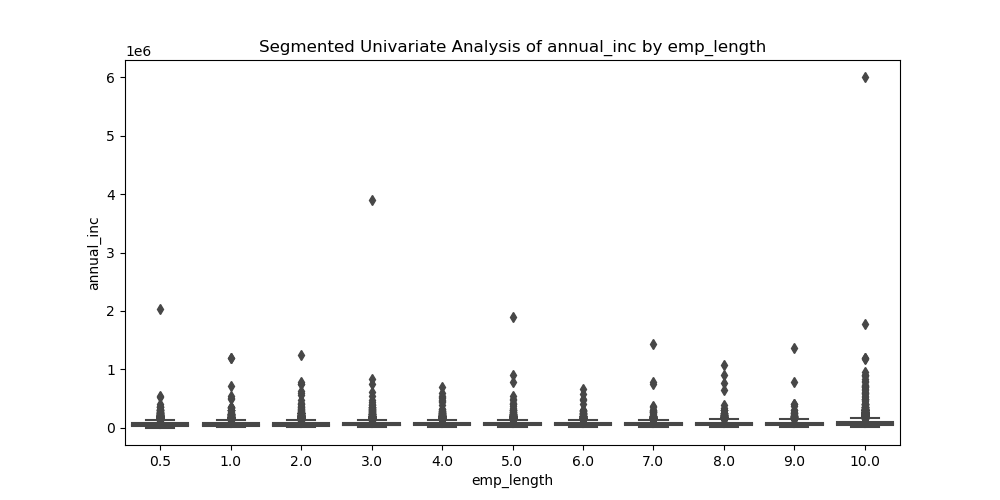 Segmented Univariate Analysis of annual_inc by emp_length
1e6
6
5
4
3
2
1
0
annual_inc
0.5 1.0 2.0 3.0 4.0 5.0 6.0 7.0 8.0 9.0 10.0
emp_length